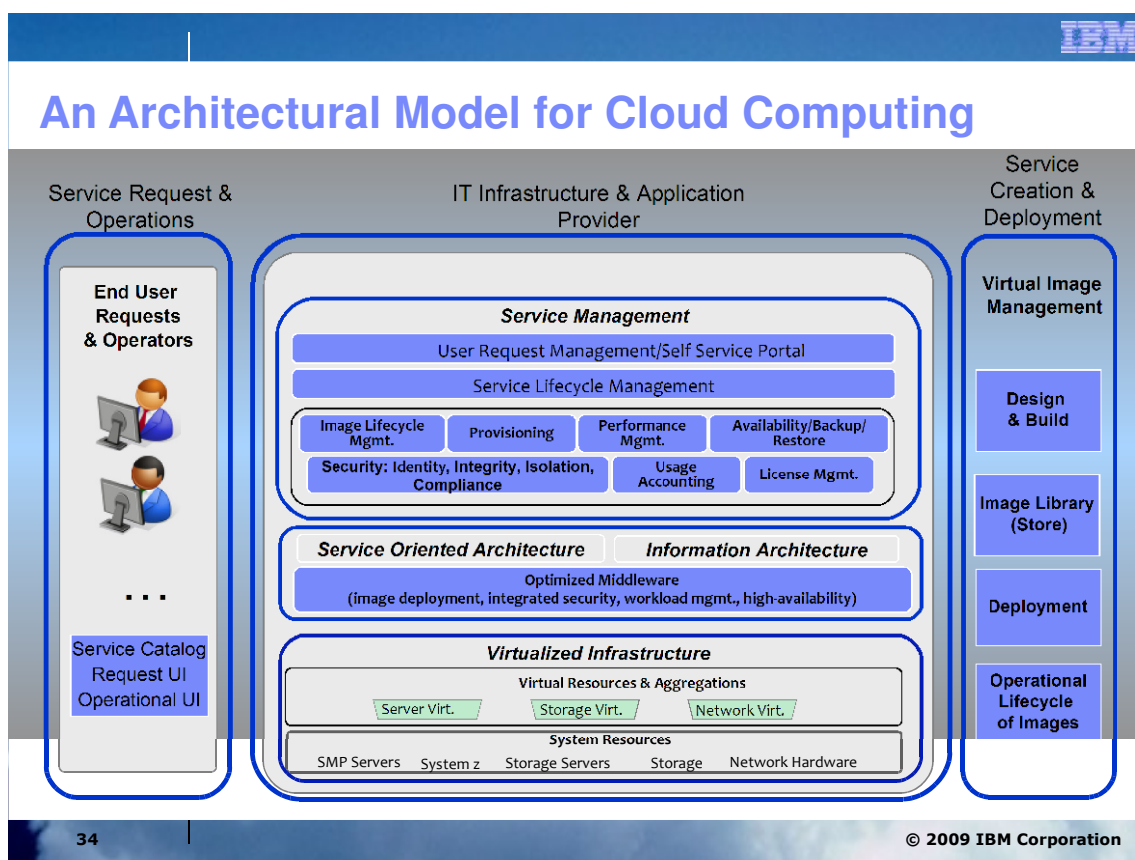 IBM
An Architectural Model for Cloud Computing
Service Request &
Operations
End User
Requests
& Operators
...
Service Catalog
Request UI
Operational UI
IT Infrastructure & Application
Provider
Service Management
User Request Management/Self Service Portal
Service Lifecycle Management
Image Lifecycle
Mgmt.
Provisioning
Performance
Mgmt.
Availability/Backup/
Restore
Security: Identity, Integrity, Isolation,
Compliance
Usage
Accounting
License Mgmt.
Service Oriented Architecture
Information Architecture
Optimized Middleware
(image deployment, integrated security, workload mgmt., high-availability)
Virtualized Infrastructure
Virtual Resources & Aggregations
Server Virt.
Storage Virt.
Network Virt.
System Resources
SMP Servers
System z
Storage Servers
Storage
Network Hardware
Service
Creation &
Deployment
Virtual Image
Management
Design
& Build
Image Library
(Store)
Deployment
Operational
Lifecycle
of Images
34
© 2009 IBM Corporation